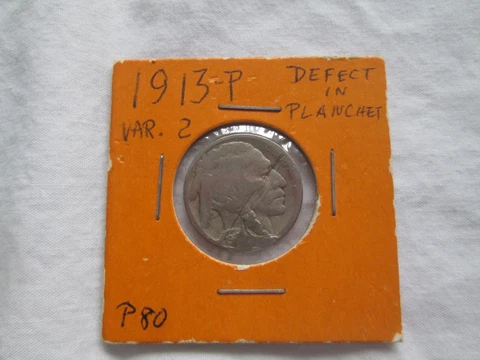 1913-P
VAR. 2
DEFECT
IN
PLANCHET
P80